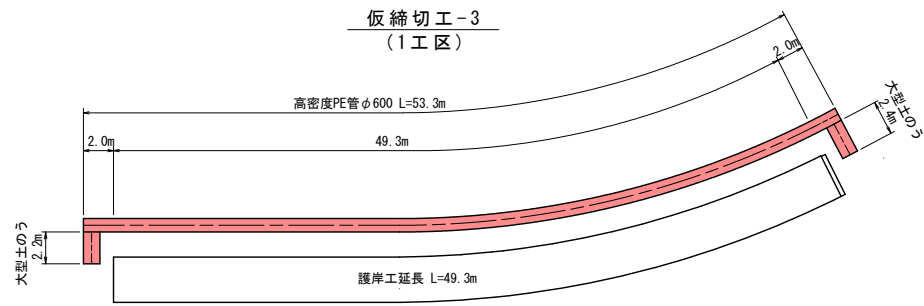 仮締切工-3
(1工区)
2.0m
高密度PE管φ600 L=53.3m
大型土のう
2.4m
2.0m
49.3m
大型土のう
2.2m
護岸工延長 L=49.3m